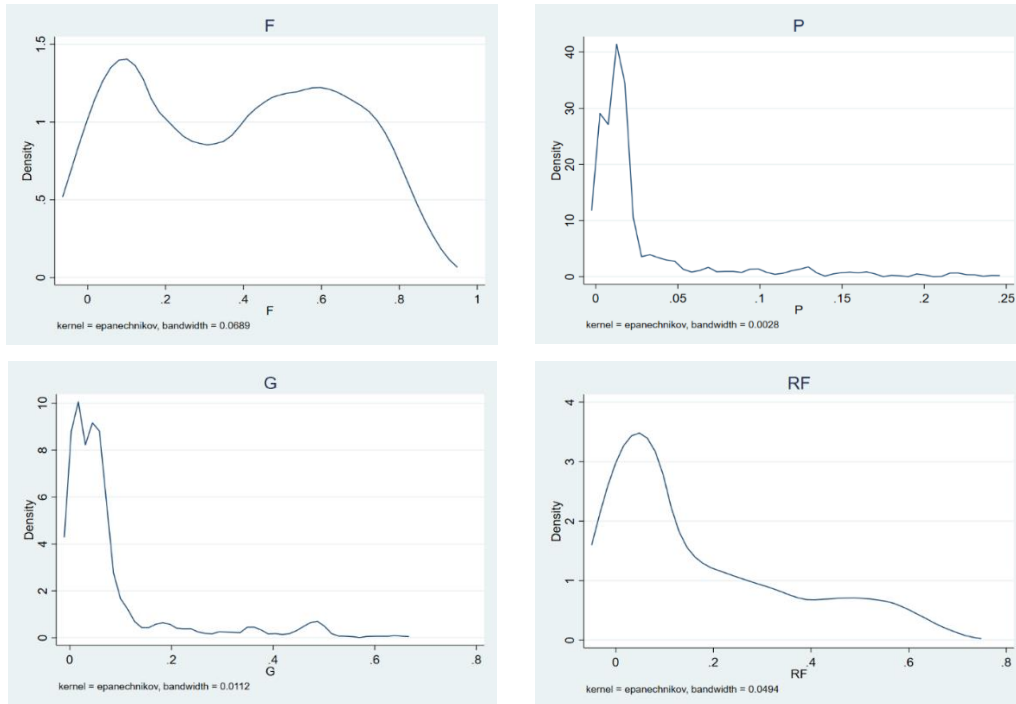 F
Density
0
.5
1
1.5
0
.2
.4
.6
.8
1
F
kernel = epanechnikov, bandwidth = 0.0689
P
Density
0
10
20
30
40
0
.05
.1
.15
.2
.25
P
kernel = epanechnikov, bandwidth = 0.0028
G
Density
0
2
4
6
8
10
0
.2
.4
.6
.8
G
kernel = epanechnikov, bandwidth = 0.0112
RF
Density
0
1
2
3
4
0
.2
.4
.6
.8
RF
kernel = epanechnikov, bandwidth = 0.0494